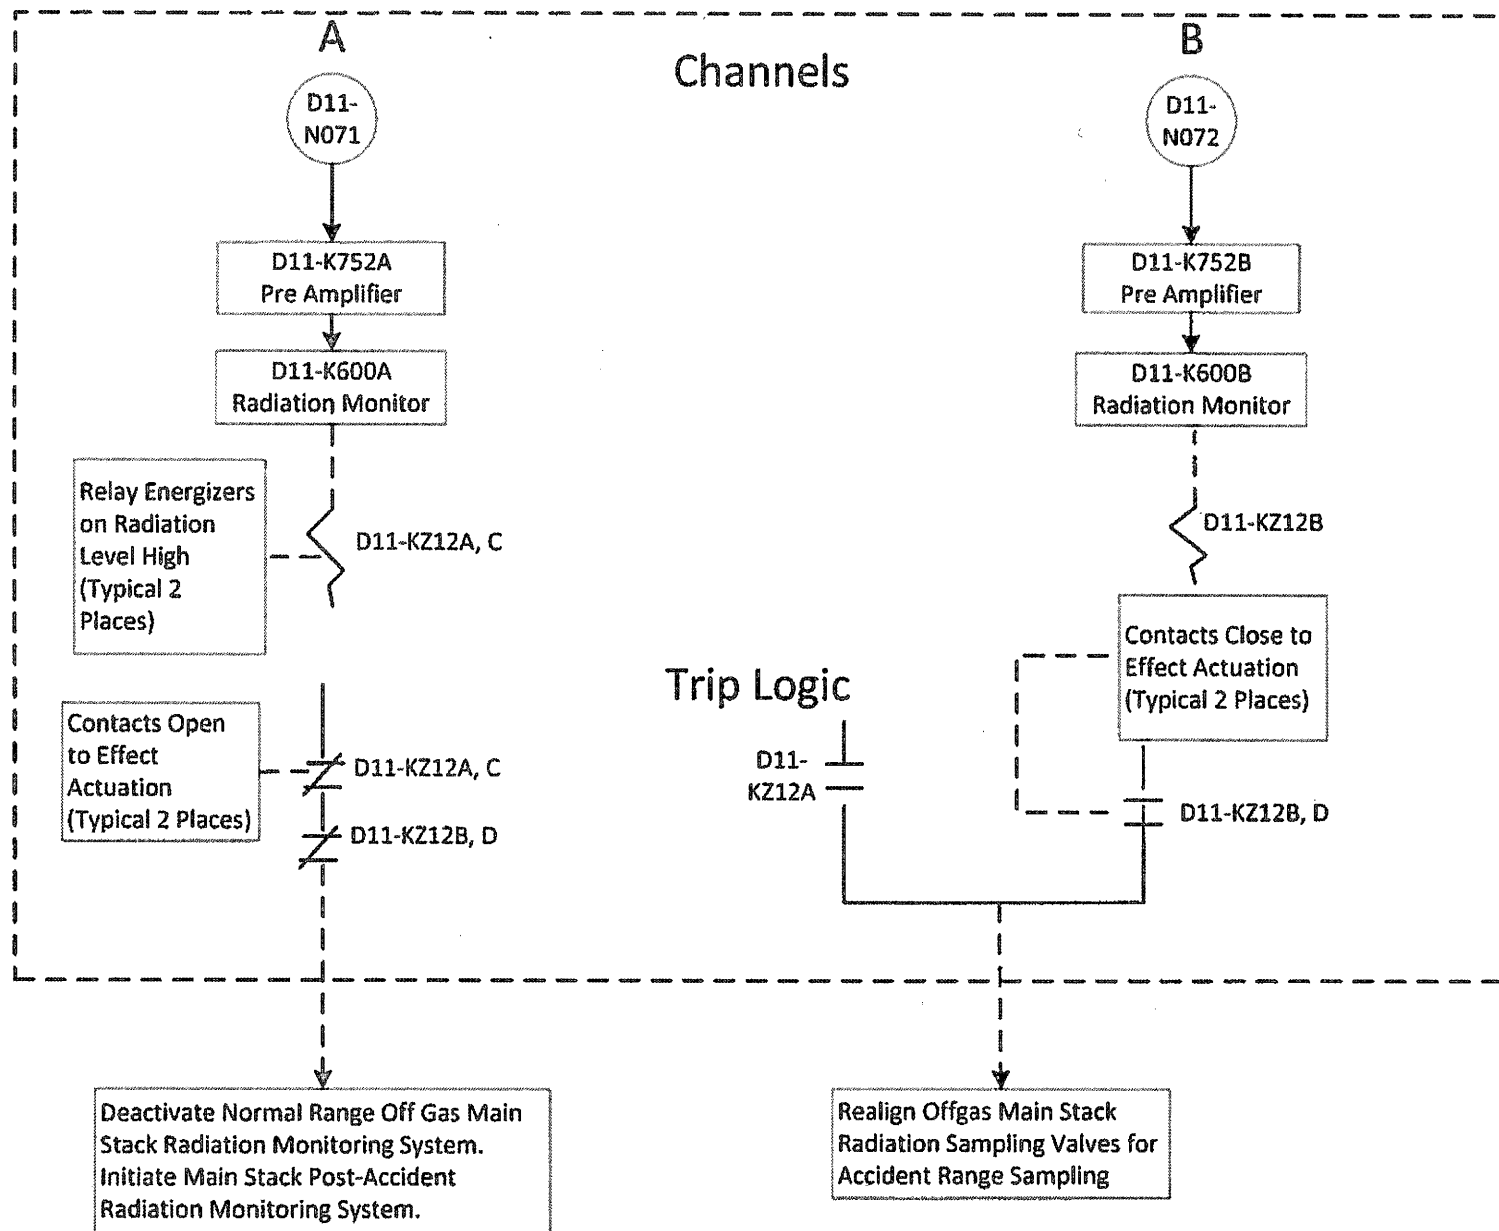 A
B
Channels
D11-
N071
D11-
N072
D11-K752A
Pre Amplifier
D11-K752B
Pre Amplifier
D11-K600A
Radiation Monitor
D11-K600B
Radiation Monitor
Relay Energizers
on Radiation
Level High
(Typical 2
Places)
D11-KZ12A, C
D11-KZ12B
Contacts Close to
Effect Actuation
(Typical 2 Places)
Trip Logic
Contacts Open
to Effect
Actuation
(Typical 2 Places)
D11-KZ12A, C
D11-KZ12B, D
D11-
KZ12A
D11-KZ12B, D
Deactivate Normal Range Off Gas Main
Stack Radiation Monitoring System.
Initiate Main Stack Post-Accident
Radiation Monitoring System.
Realign Offgas Main Stack
Radiation Sampling Valves for
Accident Range Sampling